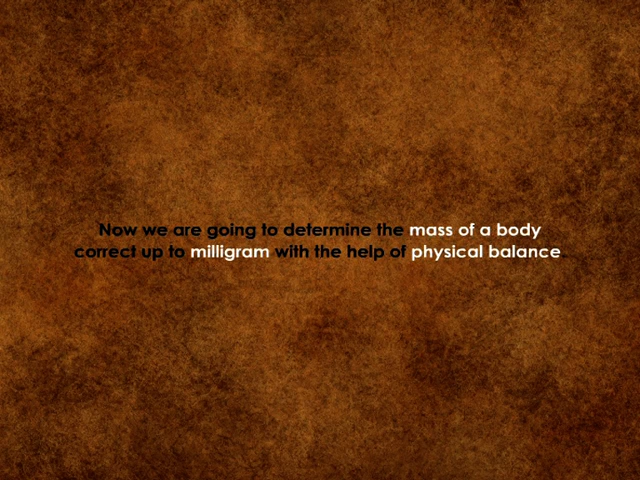 Now we are going to determine the mass of a body
correct up to milligram with the help of physical balance